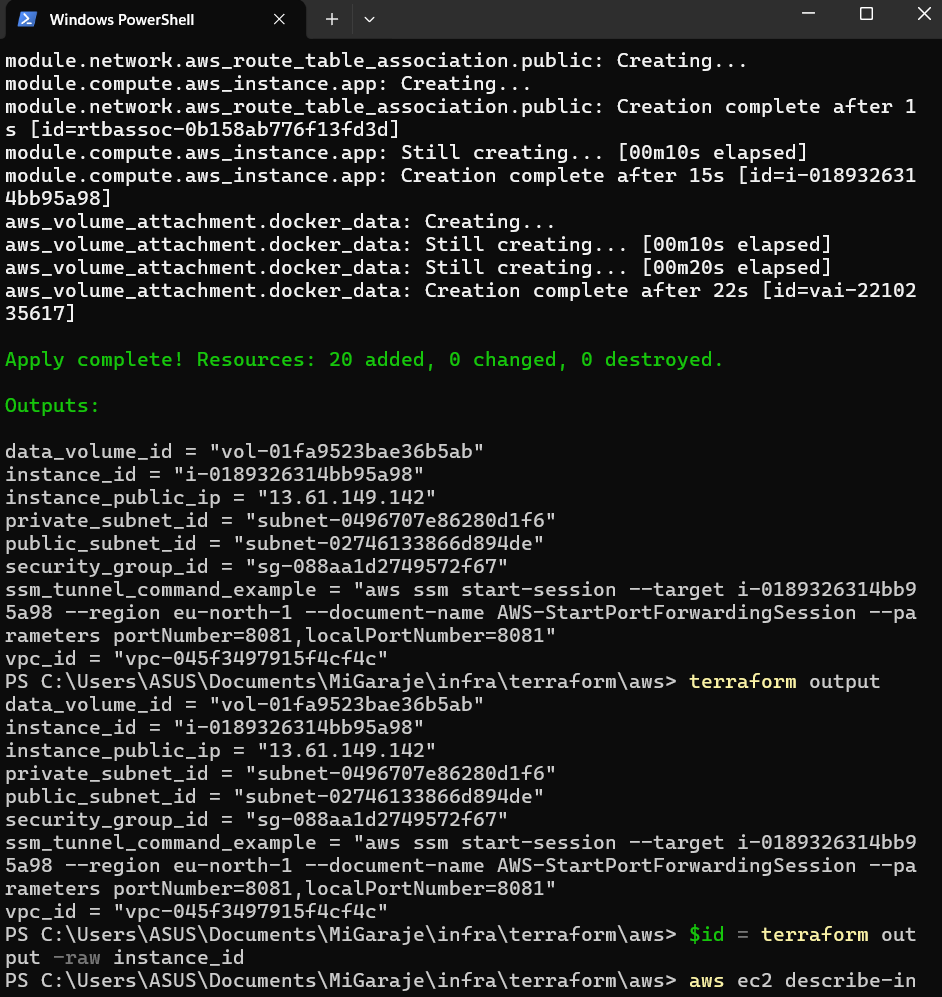 Windows PowerShell
module.network.aws_route_table_association.public: Creating...
module.compute.aws_instance.app: Creating...
module.network.aws_route_table_association.public: Creation complete after 1
s [id=rtbassoc-0b158ab776f13fd3d]
module.compute.aws_instance.app: Still creating... [00m10s elapsed]
module.compute.aws_instance.app: Creation complete after 15s [id=i-018932631
4bb95a98]
aws_volume_attachment.docker_data: Creating...
aws_volume_attachment.docker_data: Still creating... [00m10s elapsed]
aws_volume_attachment.docker_data: Still creating... [00m20s elapsed]
aws_volume_attachment.docker_data: Creation complete after 22s [id=vai-22102
35617]
Apply complete! Resources: 20 added, 0 changed, 0 destroyed.
Outputs:
data_volume_id = "vol-01fa9523bae36b5ab"
instance_id = "i-0189326314bb95a98"
instance_public_ip = "13.61.149.142"
private_subnet_id = "subnet-0496707e86280d1f6"
public_subnet_id = "subnet-02746133866d894de"
security_group_id = "sg-088aa1d2749572f67"
ssm_tunnel_command_example = "aws ssm start-session --target i-0189326314bb9
5a98 --region eu-north-1 --document-name AWS-StartPortForwardingSession --pa
rameters portNumber=8081,localPortNumber=8081"
vpc_id = "vpc-045f3497915f4cf4c"
PS C:\Users\ASUS\Documents\MiGaraje\infra\terraform\aws> terraform output
data_volume_id = "vol-01fa9523bae36b5ab"
instance_id = "i-0189326314bb95a98"
instance_public_ip = "13.61.149.142"
private_subnet_id = "subnet-0496707e86280d1f6"
public_subnet_id = "subnet-02746133866d894de"
security_group_id = "sg-088aa1d2749572f67"
ssm_tunnel_command_example = "aws ssm start-session --target i-0189326314bb9
5a98 --region eu-north-1 --document-name AWS-StartPortForwardingSession --pa
rameters portNumber=8081,localPortNumber=8081"
vpc_id = "vpc-045f3497915f4cf4c"
PS C:\Users\ASUS\Documents\MiGaraje\infra\terraform\aws> $id = terraform out
put -raw instance_id
PS C:\Users\ASUS\Documents\MiGaraje\infra\terraform\aws> aws ec2 describe-in